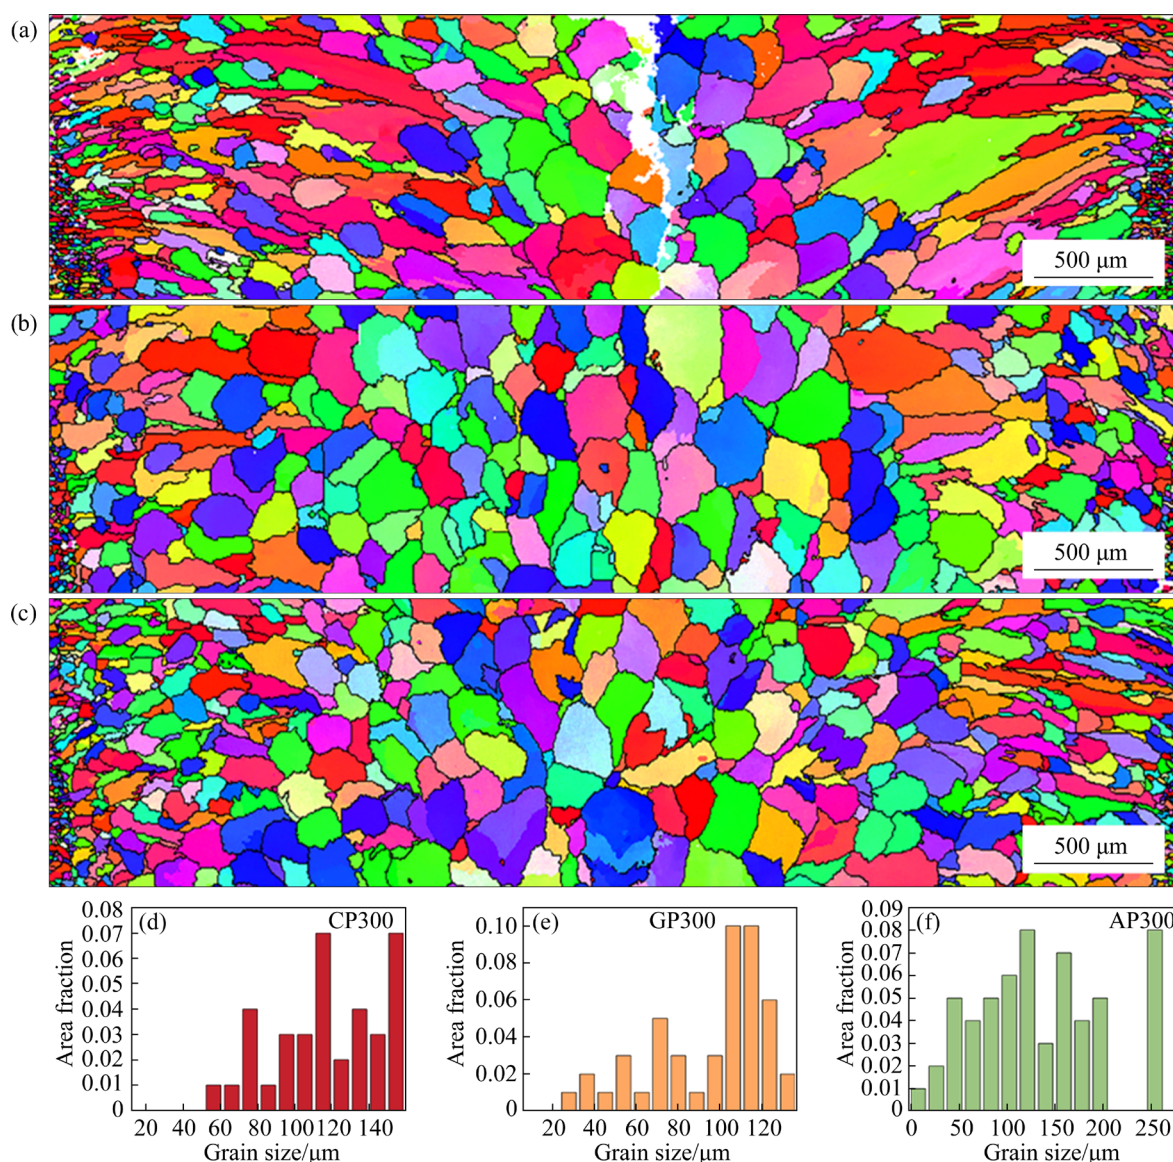 (a)
500 μm
(b)
500 μm
(c)
500 μm
(d) CP300
0.08
0.07
0.06
0.05
0.04
0.03
0.02
0.01
0
Area fraction
20 40 60 80 100 120 140
Grain size/μm
(e) GP300
0.10
0.08
0.06
0.04
0.02
0
Area fraction
20 40 60 80 100 120
Grain size/μm
(f) AP300
0.09
0.08
0.07
0.06
0.05
0.04
0.03
0.02
0.01
0
Area fraction
0 50 100 150 200 250
Grain size/μm